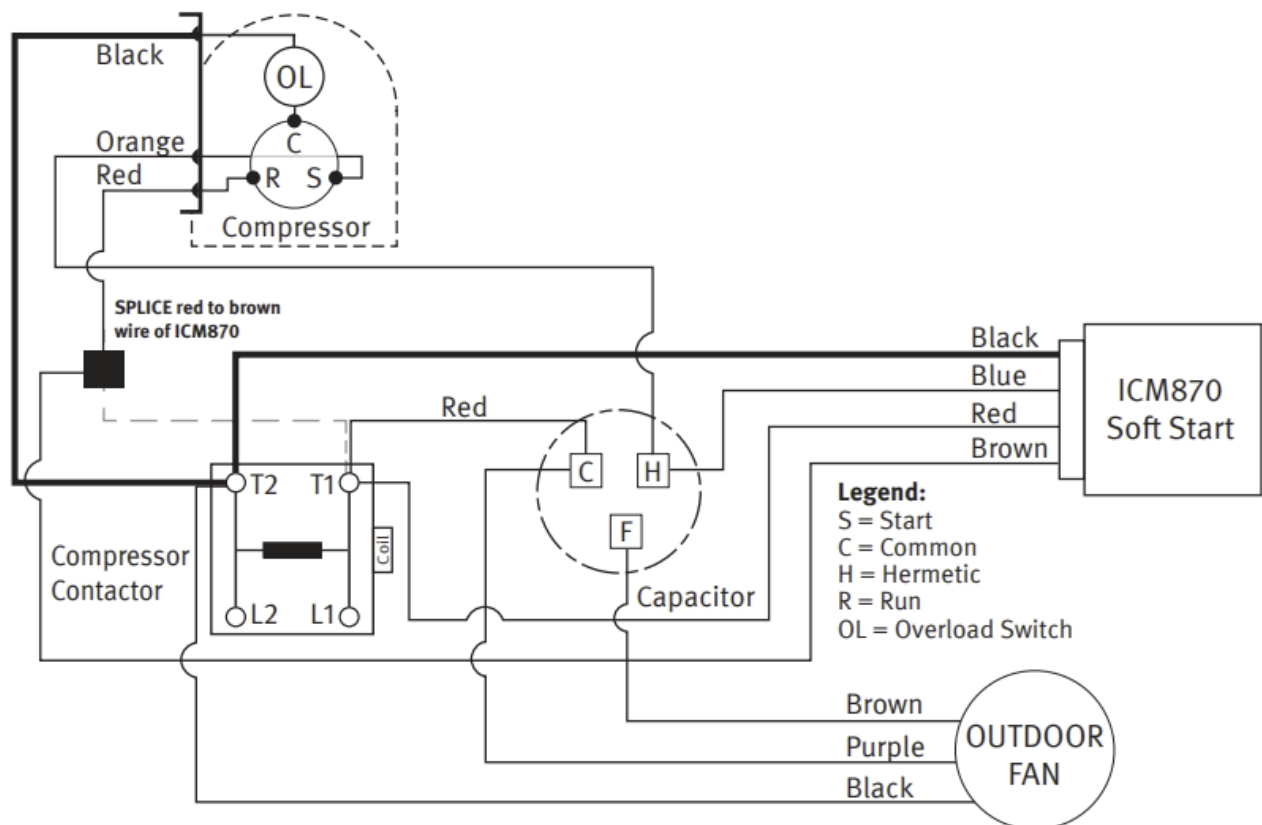 Black
OL
C
Orange
Red
R S
Compressor
SPLICE red to brown
wire of ICM870
Black
Blue
Red
Brown
ICM870
Soft Start
Red
C H
F
T2 T1
Coil
L2 L1
Compressor
Contactor
Capacitor
Legend:
S = Start
C = Common
H = Hermetic
R = Run
OL = Overload Switch
Brown
Purple
Black
OUTDOOR
FAN